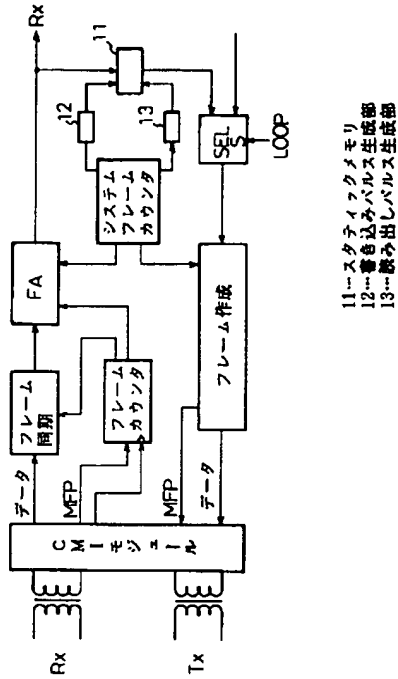 Rx
11
12
13
システム
フレーム
カウンタ
SEL
S
LOOP
FA
フレーム
同期
フレーム
カウンタ
フレーム作成
データ
MFP
MFP
データ
CMIモジュール
Rx
Tx
11…スタティックメモリ
12…書き込みパルス生成部
13…読み出しパルス生成部